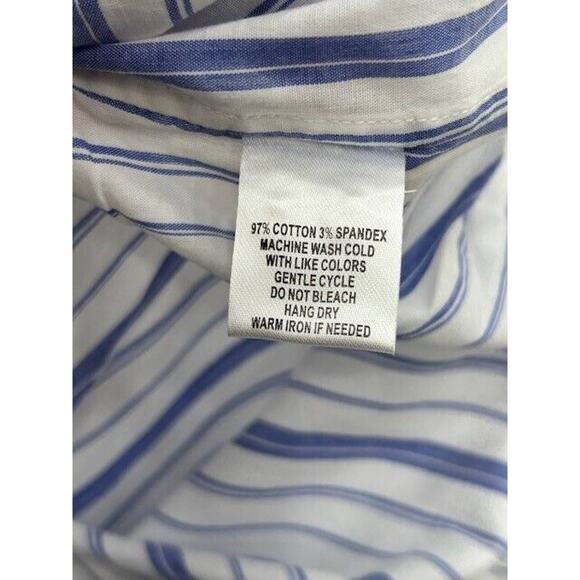 97% COTTON 3% SPANDEX
MACHINE WASH COLD
WITH LIKE COLORS
GENTLE CYCLE
DO NOT BLEACH
HANG DRY
WARM IRON IF NEEDED